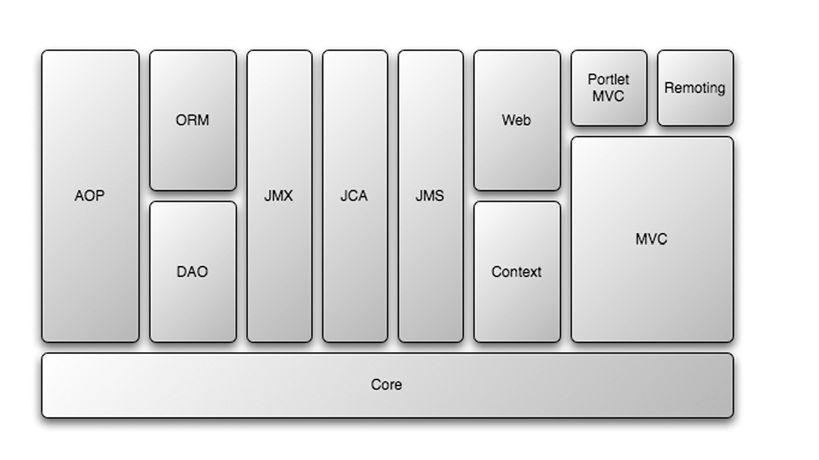 AOP
ORM
DAO
JMX
JCA
JMS
Web
Context
Portlet
MVC
Remoting
MVC
Core